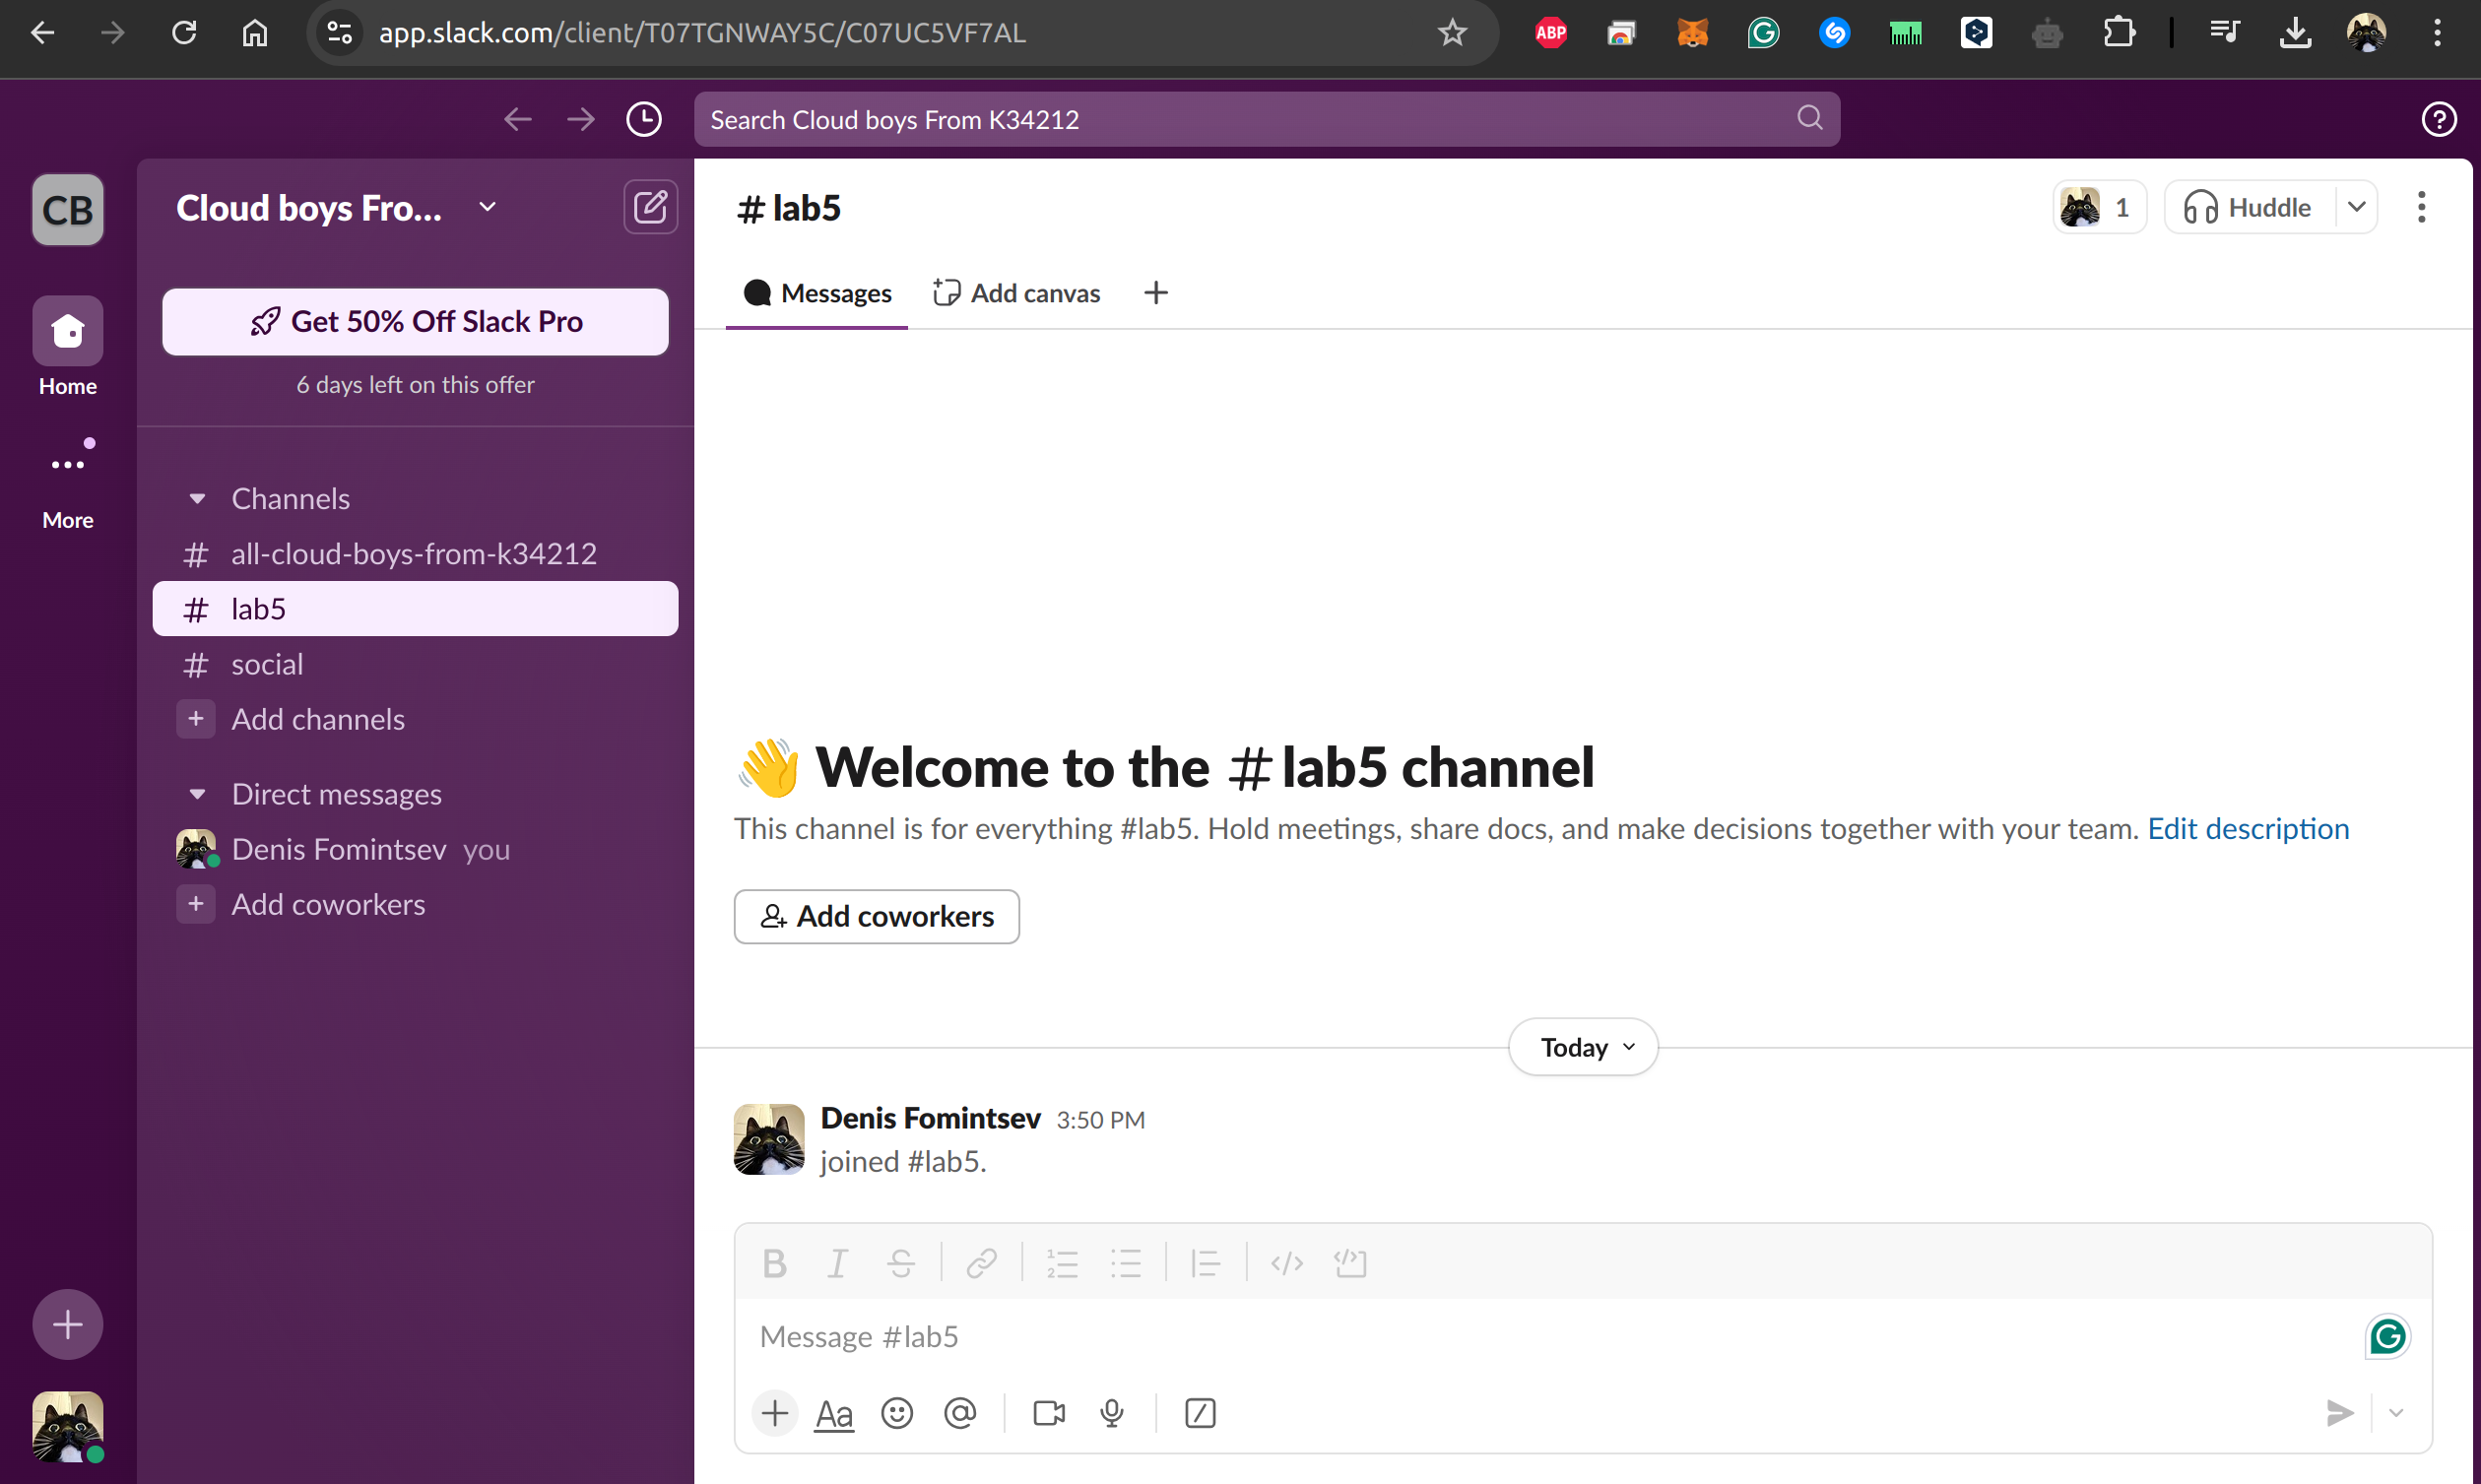 app.slack.com/client/T07TGNWAY5C/C07UC5VF7AL
ABP
Search Cloud boys From K34212
CB
Home
More
Cloud boys Fro...
Get 50% Off Slack Pro
6 days left on this offer
Channels
# all-cloud-boys-from-k34212
# lab5
# social
+ Add channels
Direct messages
Denis Fomintsev you
+ Add coworkers
# lab5
1
Huddle
Messages
Add canvas
👋 Welcome to the # lab5 channel
This channel is for everything #lab5. Hold meetings, share docs, and make decisions together with your team. Edit description
Add coworkers
Today
Denis Fomintsev 3:50 PM
joined #lab5.
Message #lab5
Aa